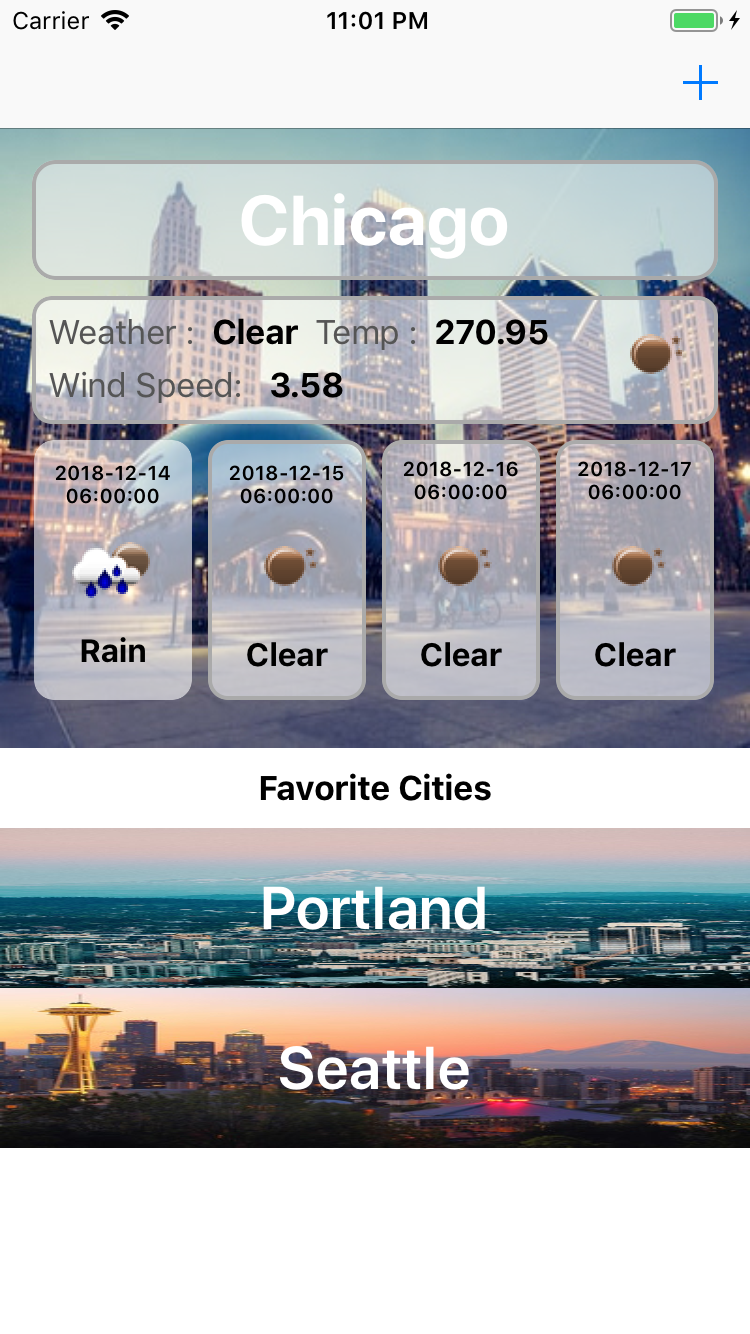 Carrier 11:01 PM
Chicago
Weather : Clear Temp : 270.95
Wind Speed: 3.58
2018-12-14
06:00:00
Rain
2018-12-15
06:00:00
Clear
2018-12-16
06:00:00
Clear
2018-12-17
06:00:00
Clear
Favorite Cities
Portland
Seattle